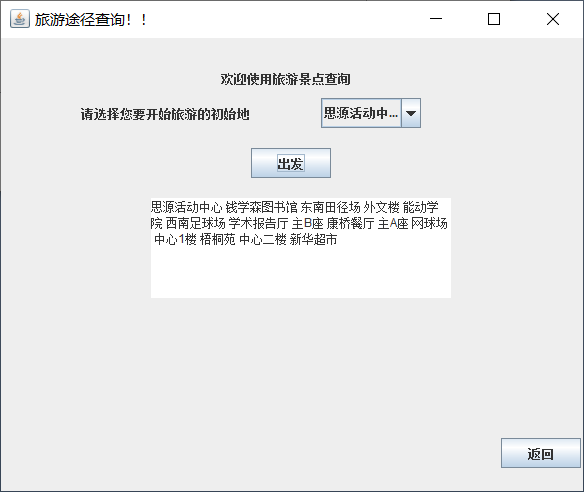 旅游途径查询！！
欢迎使用旅游景点查询
请选择您要开始旅游的初始地
思源活动中...
出发
思源活动中心 钱学森图书馆 东南田径场 外文楼 能动学
院 西南足球场 学术报告厅 主B座 康桥餐厅 主A座 网球场
中心1楼 梧桐苑 中心二楼 新华超市
返回